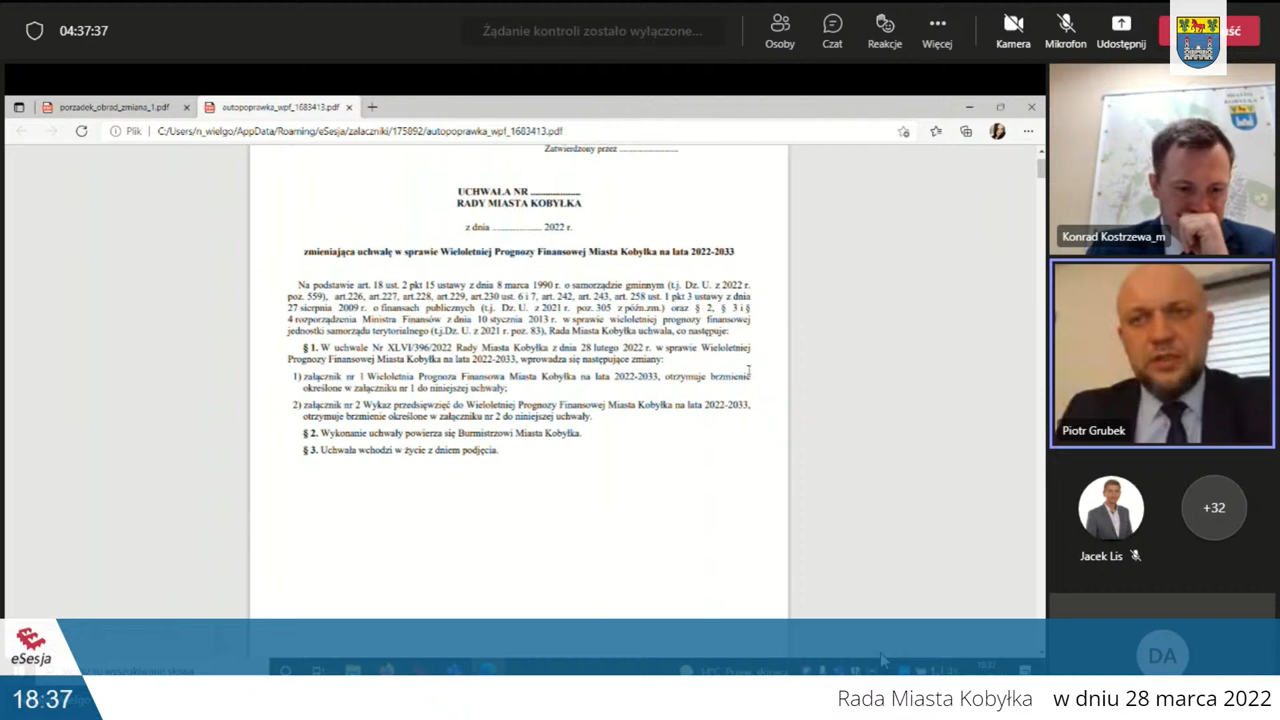 04:37:37
Żądanie kontroli zostało wyłączone...
Osoby
Czat
Reakcje
Więcej
Kamera
Mikrofon
Udostępnij
ść
porzadek_obrad_zmiana_1.pdf
autopoprawka_wpf_1683413.pdf
Plik
C:/Users/n_wielgo/AppData/Roaming/eSesja/zalaczniki/175892/autopoprawka_wpf_1683413.pdf
Zatwierdzony przez ....................
UCHWAŁA NR ....................
RADY MIASTA KOBYŁKA
z dnia .................... 2022 r.
zmieniająca uchwałę w sprawie Wieloletniej Prognozy Finansowej Miasta Kobyłka na lata 2022-2033
Na podstawie art. 18 ust. 2 pkt 15 ustawy z dnia 8 marca 1990 r. o samorządzie gminnym (t.j. Dz. U. z 2022 r.
poz. 559), art.226, art.227, art.228, art.229, art.230 ust. 6 i 7, art. 242, art. 243, art. 258 ust. 1 pkt 3 ustawy z dnia
27 sierpnia 2009 r. o finansach publicznych (t.j. Dz. U. z 2021 r. poz. 305 z późn.zm.) oraz § 2, § 3 i §
4 rozporządzenia Ministra Finansów z dnia 10 stycznia 2013 r. w sprawie wieloletniej prognozy finansowej
jednostki samorządu terytorialnego (t.j.Dz. U. z 2021 r. poz. 83), Rada Miasta Kobyłka uchwala, co następuje:
§ 1. W uchwale Nr XLVI/396/2022 Rady Miasta Kobyłka z dnia 28 lutego 2022 r. w sprawie Wieloletniej
Prognozy Finansowej Miasta Kobyłka na lata 2022-2033, wprowadza się następujące zmiany:
1) załącznik nr 1 Wieloletnia Prognoza Finansowa Miasta Kobyłka na lata 2022-2033, otrzymuje brzmienie
określone w załączniku nr 1 do niniejszej uchwały;
2) załącznik nr 2 Wykaz przedsięwzięć do Wieloletniej Prognozy Finansowej Miasta Kobyłka na lata 2022-2033,
otrzymuje brzmienie określone w załączniku nr 2 do niniejszej uchwały.
§ 2. Wykonanie uchwały powierza się Burmistrzowi Miasta Kobyłka.
§ 3. Uchwała wchodzi w życie z dniem podjęcia.
Konrad Kostrzewa_m
Piotr Grubek
Jacek Lis
+32
DA
eSesja
18:37
Rada Miasta Kobyłka w dniu 28 marca 2022